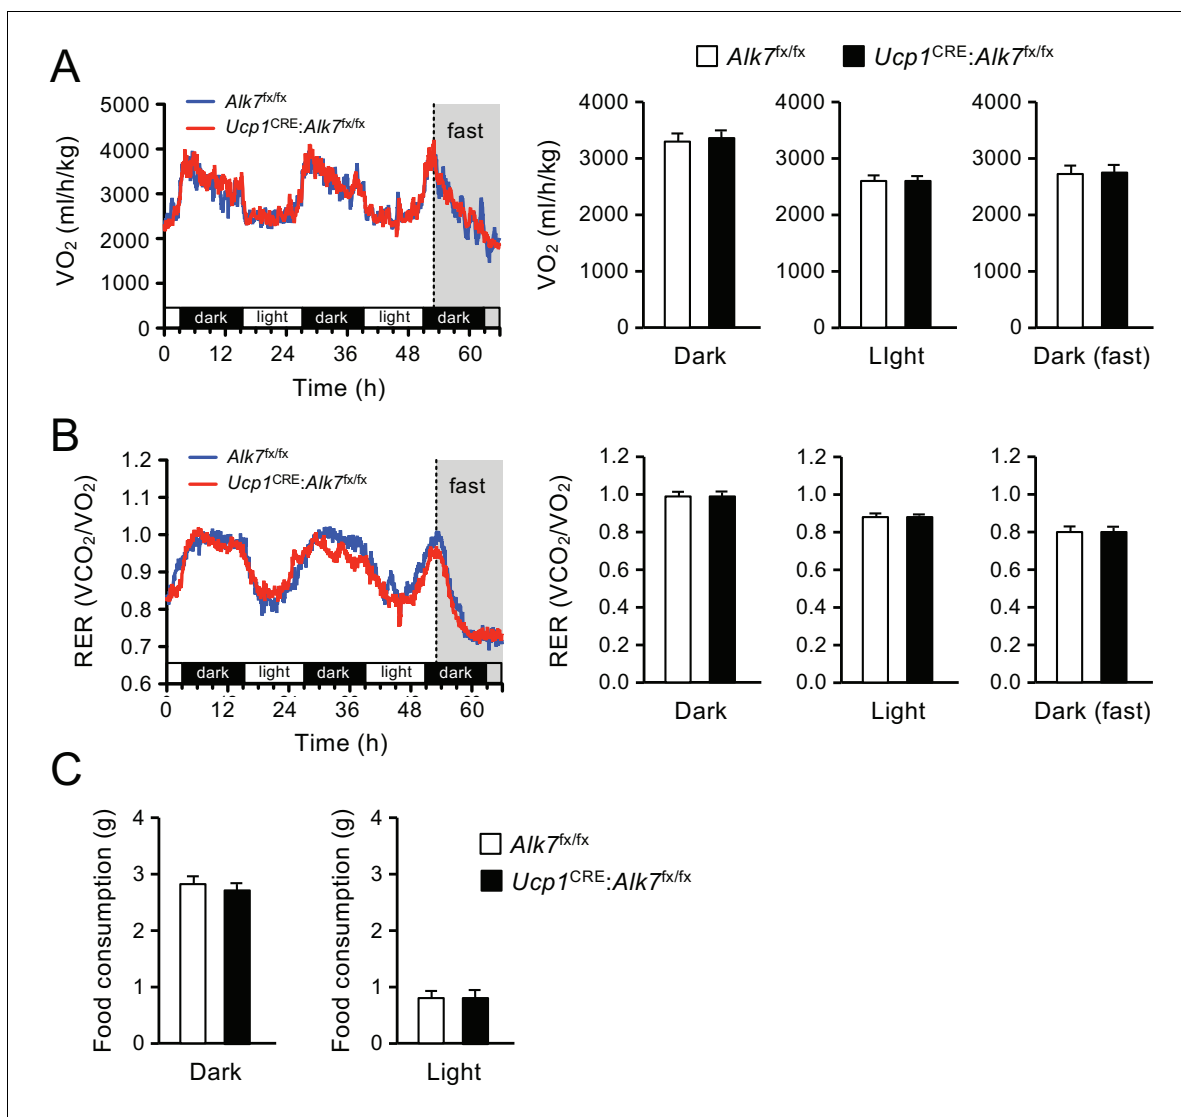 A
Alk7fx/fx
Ucp1CRE:Alk7fx/fx
Alk7fx/fx
Ucp1CRE:Alk7fx/fx
fast
VO2 (ml/h/kg)
5000
4000
3000
2000
1000
0
dark light dark light dark
0 12 24 36 48 60
Time (h)
VO2 (ml/h/kg)
4000
3000
2000
1000
0
Dark
4000
3000
2000
1000
0
LIght
4000
3000
2000
1000
0
Dark (fast)
B
Alk7fx/fx
Ucp1CRE:Alk7fx/fx
fast
RER (VCO2/VO2)
1.2
1.1
1.0
0.9
0.8
0.7
0.6
dark light dark light dark
0 12 24 36 48 60
Time (h)
RER (VCO2/VO2)
1.2
1.0
0.8
0.6
0.4
0.2
0.0
Dark
1.2
1.0
0.8
0.6
0.4
0.2
0.0
Light
1.2
1.0
0.8
0.6
0.4
0.2
0.0
Dark (fast)
C
Food consumption (g)
4
3
2
1
0
Dark
Food consumption (g)
4
3
2
1
0
Light
Alk7fx/fx
Ucp1CRE:Alk7fx/fx